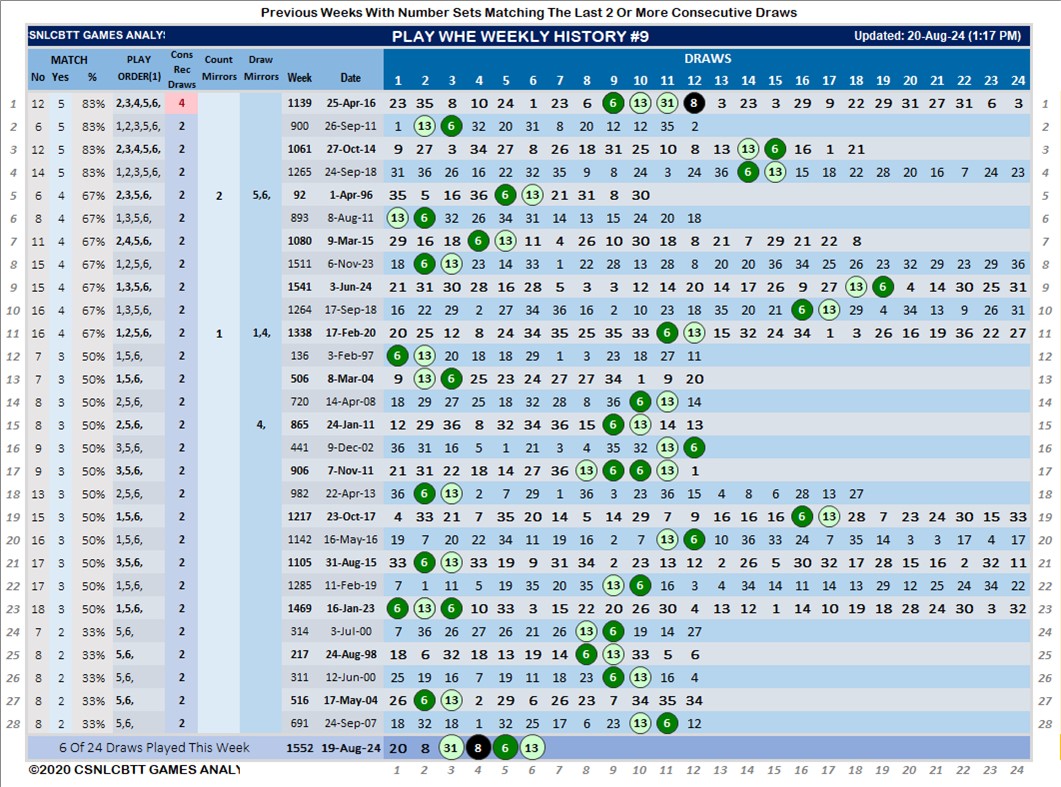 Previous Weeks With Number Sets Matching The Last 2 Or More Consecutive Draws
SNLCBTT GAMES ANALY PLAY WHE WEEKLY HISTORY #9 Updated: 20-Aug-24 (1:17 PM)
MATCH PLAY Cons Count Draw DRAWS
No Yes % ORDER(1) Rec Draws Mirrors Mirrors Week Date 1 2 3 4 5 6 7 8 9 10 11 12 13 14 15 16 17 18 19 20 21 22 23 24
1 12 5 83% 2,3,4,5,6, 4 1139 25-Apr-16 23 35 8 10 24 1 23 6 6 13 31 8 3 23 3 29 9 22 29 31 27 31 6 3 1
2 6 5 83% 1,2,3,5,6, 2 900 26-Sep-11 1 13 6 32 20 31 8 20 12 12 35 2 2
3 12 5 83% 2,3,4,5,6, 2 1061 27-Oct-14 9 27 3 34 27 8 26 18 31 25 10 8 13 13 6 16 1 21 3
4 14 5 83% 1,2,3,5,6, 2 1265 24-Sep-18 31 36 26 16 22 32 35 9 8 24 3 24 36 6 13 15 18 22 28 20 16 7 24 23 4
5 6 4 67% 2,3,5,6, 2 2 5,6, 92 1-Apr-96 35 5 16 36 6 13 21 31 8 30 5
6 8 4 67% 1,3,5,6, 2 893 8-Aug-11 13 6 32 26 34 31 14 13 15 24 20 18 6
7 11 4 67% 2,4,5,6, 2 1080 9-Mar-15 29 16 18 6 13 11 4 26 10 30 18 8 21 7 29 21 22 8 7
8 15 4 67% 1,2,5,6, 2 1511 6-Nov-23 18 6 13 23 14 33 1 22 28 13 28 8 20 20 36 34 25 26 23 32 29 23 29 36 8
9 15 4 67% 1,3,5,6, 2 1541 3-Jun-24 21 31 30 28 16 28 5 3 3 12 14 20 14 17 26 9 27 13 6 4 14 30 25 31 9
10 16 4 67% 1,3,5,6, 2 1264 17-Sep-18 16 22 29 2 27 34 36 16 2 10 23 18 35 20 21 6 13 29 4 34 13 9 26 31 10
11 16 4 67% 1,2,5,6, 2 1 1,4, 1338 17-Feb-20 20 25 12 8 24 34 35 25 35 33 6 13 15 32 24 34 1 3 26 16 19 36 22 27 11
12 7 3 50% 1,5,6, 2 136 3-Feb-97 6 13 20 18 18 29 1 3 23 18 27 11 12
13 7 3 50% 1,5,6, 2 506 8-Mar-04 9 13 6 25 23 24 27 27 34 1 9 20 13
14 8 3 50% 2,5,6, 2 720 14-Apr-08 18 29 27 25 18 32 28 8 36 6 13 14 14
15 8 3 50% 2,5,6, 2 4, 865 24-Jan-11 12 29 36 8 32 34 36 15 6 13 14 13 15
16 9 3 50% 3,5,6, 2 441 9-Dec-02 36 31 16 5 1 21 3 4 35 32 13 6 16
17 9 3 50% 3,5,6, 2 906 7-Nov-11 21 31 22 18 14 27 36 13 6 6 13 1 17
18 13 3 50% 2,5,6, 2 982 22-Apr-13 36 6 13 2 7 29 1 36 3 23 36 15 4 8 6 28 13 27 18
19 15 3 50% 1,5,6, 2 1217 23-Oct-17 4 33 21 7 35 20 14 5 14 29 7 9 14 16 16 6 13 28 7 23 24 30 15 33 19
20 16 3 50% 1,5,6, 2 1142 16-May-16 19 7 20 22 34 11 19 16 2 7 13 6 10 36 33 24 7 35 14 3 3 17 4 17 20
21 17 3 50% 3,5,6, 2 1105 31-Aug-15 33 6 13 33 19 9 31 34 2 23 13 12 2 26 5 30 32 17 28 15 16 2 32 11 21
22 17 3 50% 2,5,6, 2 1285 11-Feb-19 7 1 11 5 19 35 20 35 13 6 16 3 4 34 14 11 14 13 29 12 25 24 34 22 22
23 18 3 50% 1,5,6, 2 1469 16-Jan-23 6 13 6 10 33 3 15 22 20 26 30 4 13 12 1 14 10 19 18 28 24 30 3 32 23
24 7 2 33% 5,6, 2 314 3-Jul-00 7 36 26 27 26 21 26 13 6 19 14 27 24
25 8 2 33% 5,6, 2 217 24-Aug-98 18 6 32 18 13 19 14 6 13 33 5 6 25
26 8 2 33% 5,6, 2 311 12-Jun-00 25 19 16 7 19 11 18 23 6 13 16 4 26
27 8 2 33% 5,6, 2 516 17-May-04 26 6 13 2 29 6 26 23 7 34 35 34 27
28 8 2 33% 5,6, 2 691 24-Sep-07 18 32 18 1 32 25 17 6 23 13 6 12 28
6 Of 24 Draws Played This Week 1552 19-Aug-24 20 8 31 8 6 13
©2020 CSNLCBTT GAMES ANALY 1 2 3 4 5 6 7 8 9 10 11 12 13 14 15 16 17 18 19 20 21 22 23 24